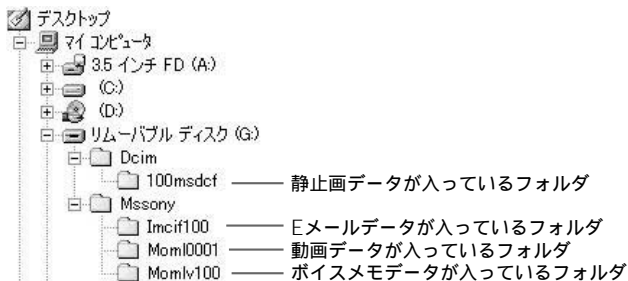 デスクトップ
マイ コンピュータ
3.5 インチ FD (A:)
(C:)
(D:)
リムーバブル ディスク (G:)
Dcim
100msdcf 静止画データが入っているフォルダ
Mssony
Imcif100 Eメールデータが入っているフォルダ
Moml0001 動画データが入っているフォルダ
Momlv100 ボイスメモデータが入っているフォルダ